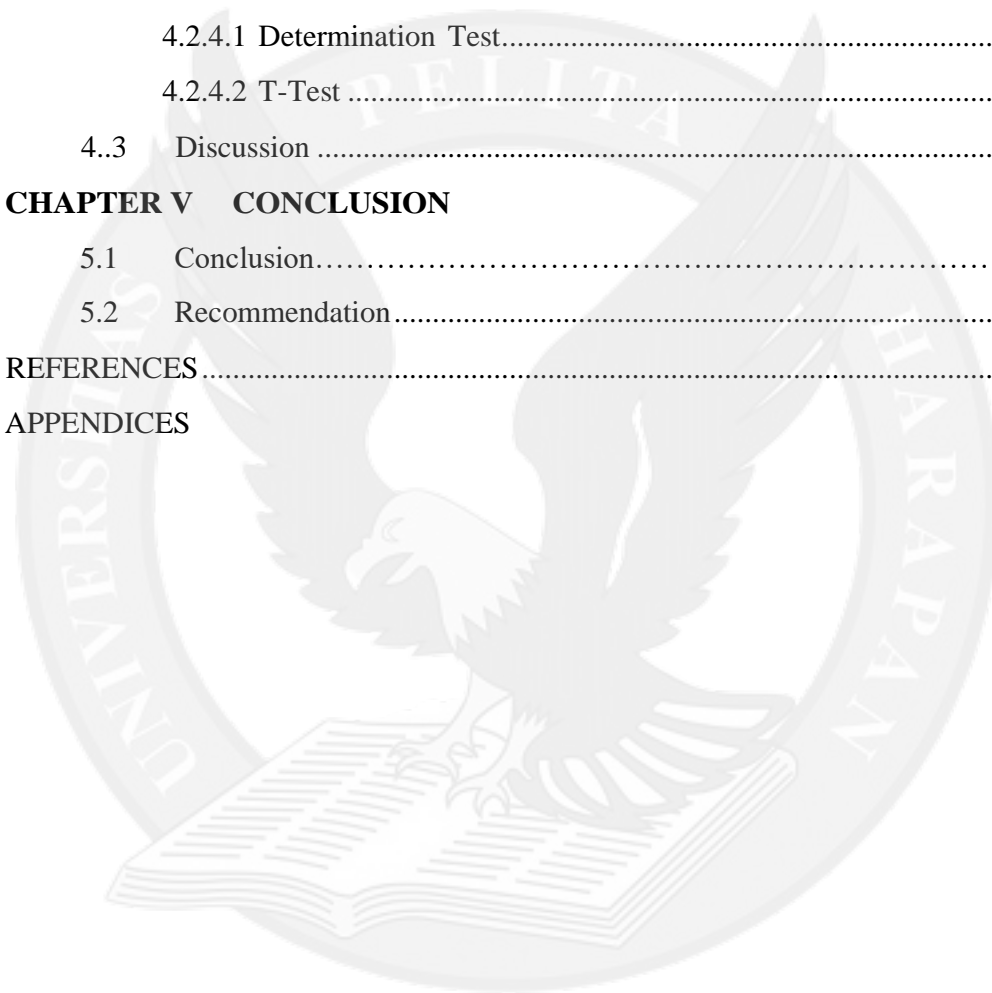 4.2.4.1 Determination Test.......................................................................................
4.2.4.2 T-Test ..............................................................................................................
4..3 Discussion ..........................................................................................................
CHAPTER V CONCLUSION
5.1 Conclusion……………………………………………………………………
5.2 Recommendation...............................................................................................
REFERENCES.............................................................................................................
APPENDICES
UNIVERSITAS PELITA HARAPAN